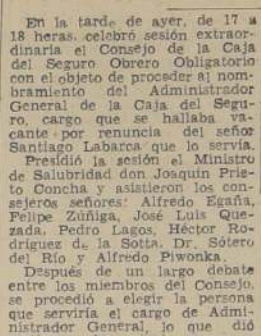 En la tarde de ayer, de 17 a
18 heras, celebró sesión extraor-
dinaria el Consejo de la Caja
del Seguro Obrero Obligatorio
con el objeto de proceder al nom-
bramiento del Administrador
General de la Caja del Segu-
ro, cargo que se hallaba va-
cante por renuncia del señor
Santiago Labarca que lo servía.
Presidió la sesión el Ministro
de Salubridad don Joaquín Prie-
to Concha y asistieron los con-
sejeros señores: Alfredo Egaña,
Felipe Zúñiga, José Luis Que-
zada, Pedro Lagos, Héctor Ro-
dríguez de la Sotta, Dr. Sótero
del Río y Alfredo Piwonka.
Después de un largo debate
entre los miembros del Consejo,
se procedió a elegir la persona
que serviría el cargo de Admi-
nistrador General, lo que dió